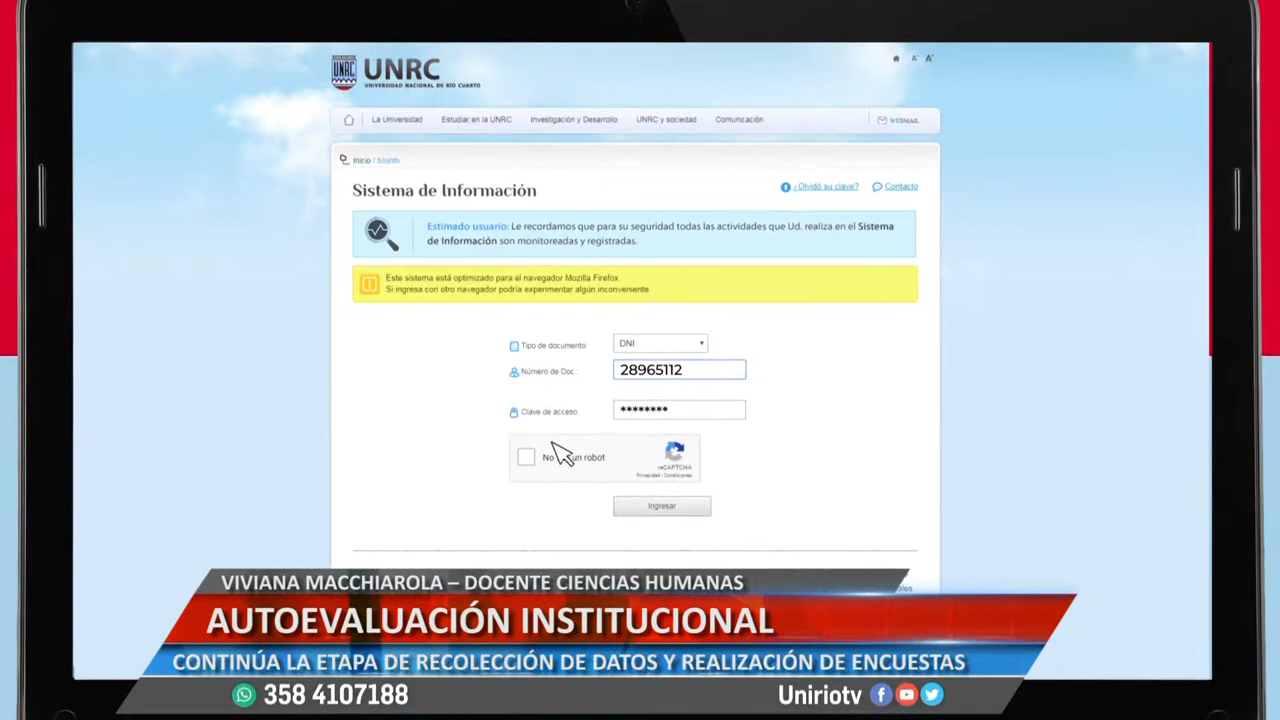 UNRC
UNRC
UNIVERSIDAD NACIONAL DE RÍO CUARTO
A- A+
La Universidad Estudiar en la UNRC Investigación y Desarrollo UNRC y sociedad Comunicación WEBMAIL
Inicio / Sisinfo
Sistema de Información
¿Olvidó su clave? Contacto
Estimado usuario: Le recordamos que para su seguridad todas las actividades que Ud. realiza en el Sistema
de Información son monitoreadas y registradas.
Este sistema está optimizado para el navegador Mozilla Firefox.
Si ingresa con otro navegador podría experimentar algún inconveniente
Tipo de documento: DNI
Número de Doc.: 28965112
Clave de acceso: ********
No un robot
reCAPTCHA
Privacidad - Condiciones
Ingresar
VIVIANA MACCHIAROLA – DOCENTE CIENCIAS HUMANAS
AUTOEVALUACIÓN INSTITUCIONAL
CONTINÚA LA ETAPA DE RECOLECCIÓN DE DATOS Y REALIZACIÓN DE ENCUESTAS
358 4107188 Uniriotv